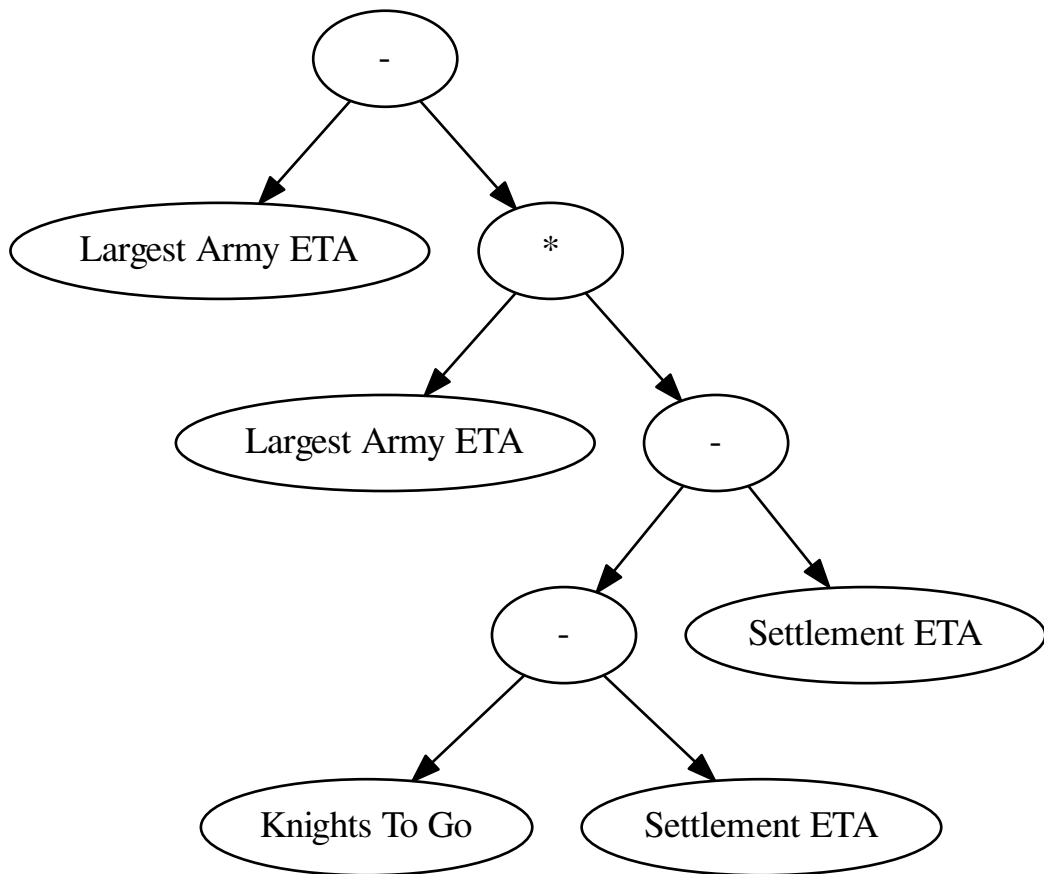 -
Largest Army ETA
*
Largest Army ETA
-
-
Settlement ETA
Knights To Go
Settlement ETA